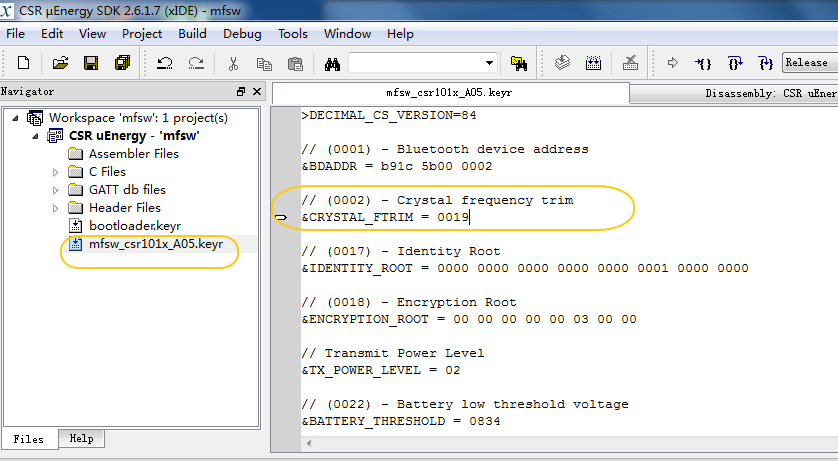 CSR µEnergy SDK 2.6.1.7 (xIDE) - mfsw
File Edit View Project Build Debug Tools Window Help
Release
Navigator
mfsw_csr101x_A05.keyr
Disassembly: CSR uEner
Workspace 'mfsw': 1 project(s)
CSR uEnergy - 'mfsw'
Assembler Files
C Files
GATT db files
Header Files
bootloader.keyr
mfsw_csr101x_A05.keyr
Files Help
>DECIMAL_CS_VERSION=84
// (0001) - Bluetooth device address
&BDADDR = b91c 5b00 0002
// (0002) - Crystal frequency trim
&CRYSTAL_FTRIM = 0019
// (0017) - Identity Root
&IDENTITY_ROOT = 0000 0000 0000 0000 0000 0001 0000 0000
// (0018) - Encryption Root
&ENCRYPTION_ROOT = 00 00 00 00 00 03 00 00
// Transmit Power Level
&TX_POWER_LEVEL = 02
// (0022) - Battery low threshold voltage
&BATTERY_THRESHOLD = 0834